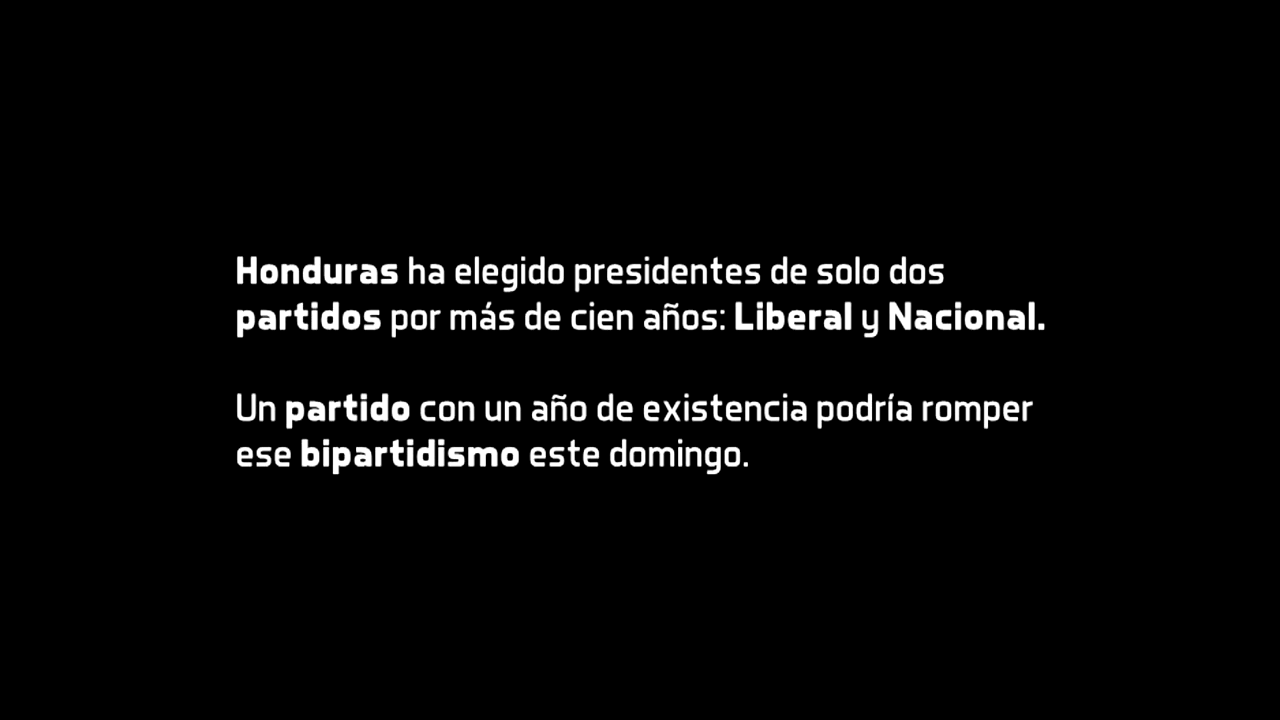 Honduras ha elegido presidentes de solo dos
partidos por más de cien años: Liberal y Nacional.
Un partido con un año de existencia podría romper
ese bipartidismo este domingo.